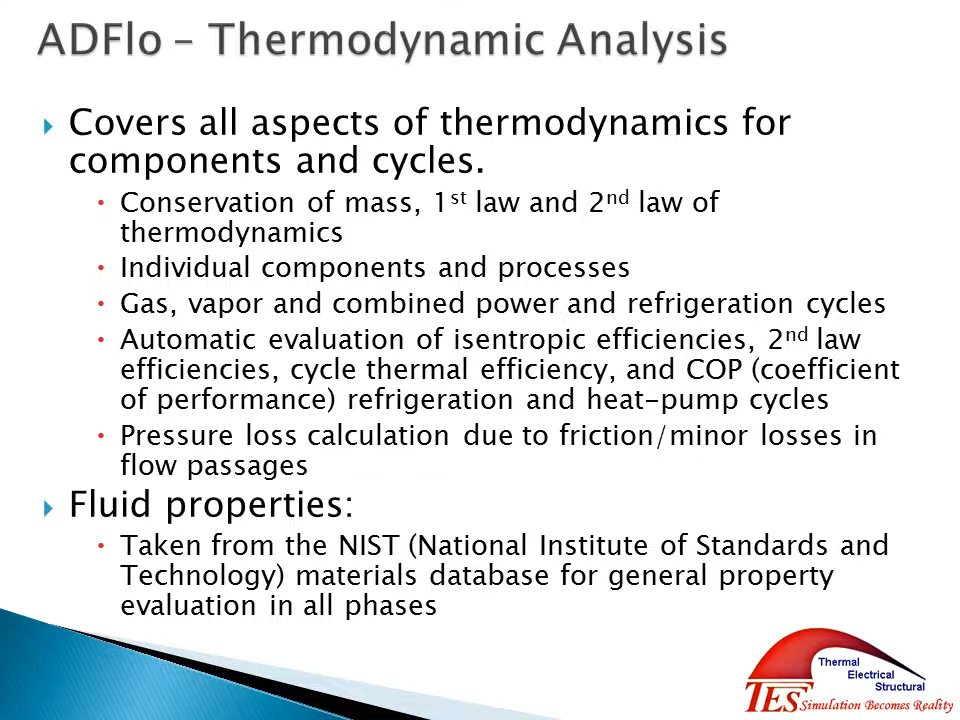 ADFlo – Thermodynamic Analysis
Covers all aspects of thermodynamics for
components and cycles.
Conservation of mass, 1st law and 2nd law of
thermodynamics
Individual components and processes
Gas, vapor and combined power and refrigeration cycles
Automatic evaluation of isentropic efficiencies, 2nd law
efficiencies, cycle thermal efficiency, and COP (coefficient
of performance) refrigeration and heat-pump cycles
Pressure loss calculation due to friction/minor losses in
flow passages
Fluid properties:
Taken from the NIST (National Institute of Standards and
Technology) materials database for general property
evaluation in all phases
Thermal
Electrical
Structural
TES Simulation Becomes Reality